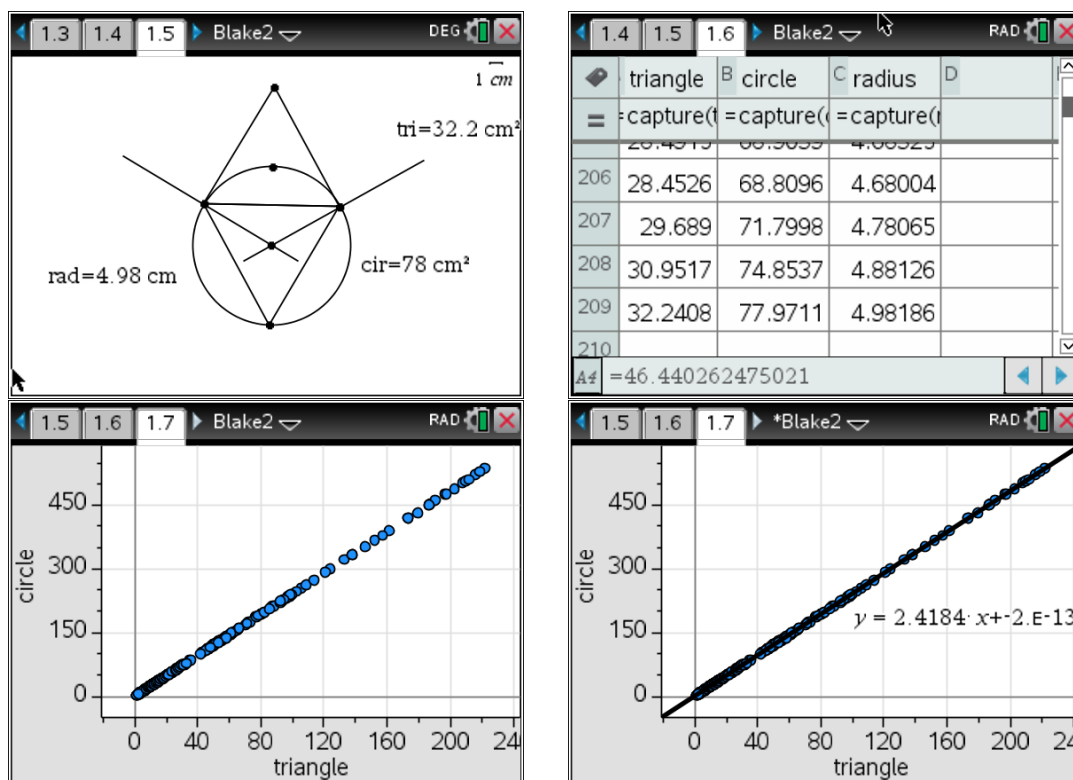 1.3 1.4 1.5 Blake2 DEG
1 cm
tri=32.2 cm²
rad=4.98 cm
cir=78 cm²
1.4 1.5 1.6 Blake2 RAD
triangle B circle C radius D
= =capture(t =capture( =capture(r
206 28.4526 68.8096 4.68004
207 29.689 71.7998 4.78065
208 30.9517 74.8537 4.88126
209 32.2408 77.9711 4.98186
210
A4 =46.440262475021
1.5 1.6 1.7 Blake2 RAD
450
300
150
0
circle
0 40 80 120 160 200 24
triangle
1.5 1.6 1.7 *Blake2 RAD
450
300
150
0
circle
y = 2.4184· x+-2.E-13
0 40 80 120 160 200 24
triangle